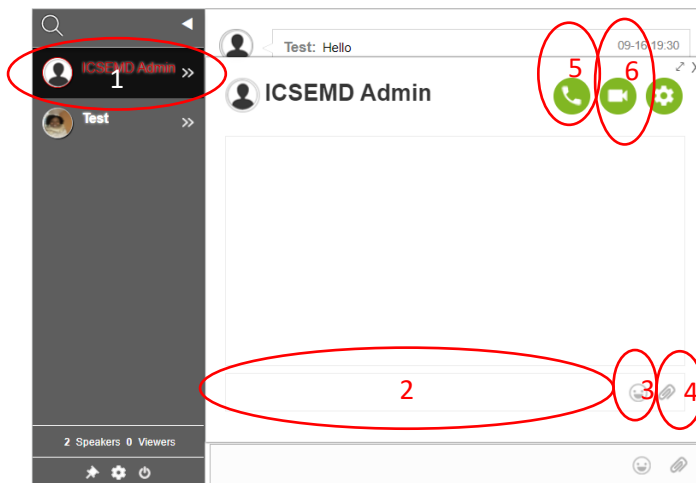 Test: Hello 09-16 19:30
ICSEMD Admin
1
5
6
ICSEMD Admin
Test
2
3
4
2 Speakers 0 Viewers